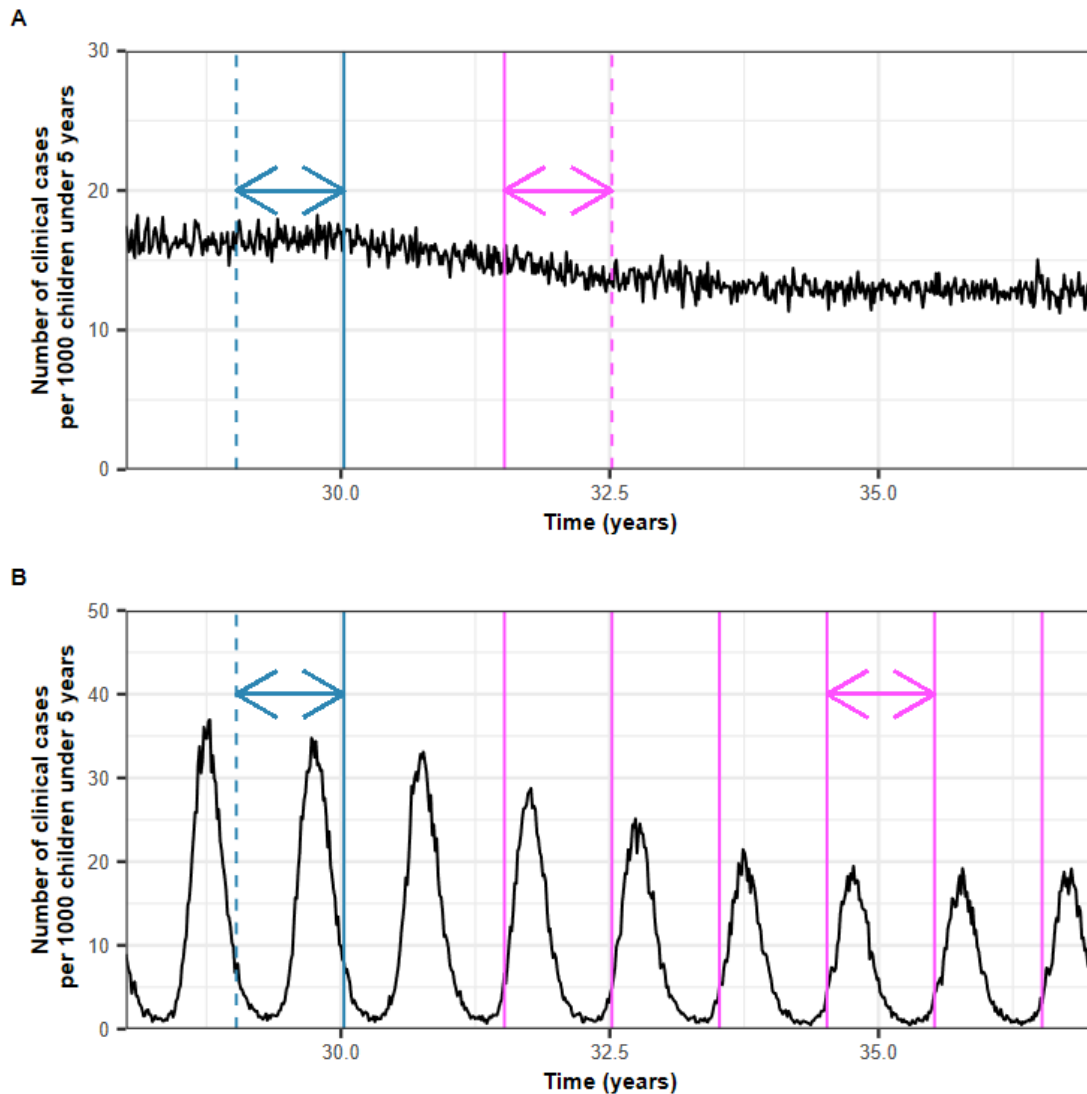 A
Number of clinical cases
per 1000 children under 5 years
30
20
10
0
30.0 32.5 35.0
Time (years)
B
Number of clinical cases
per 1000 children under 5 years
50
40
30
20
10
0
30.0 32.5 35.0
Time (years)